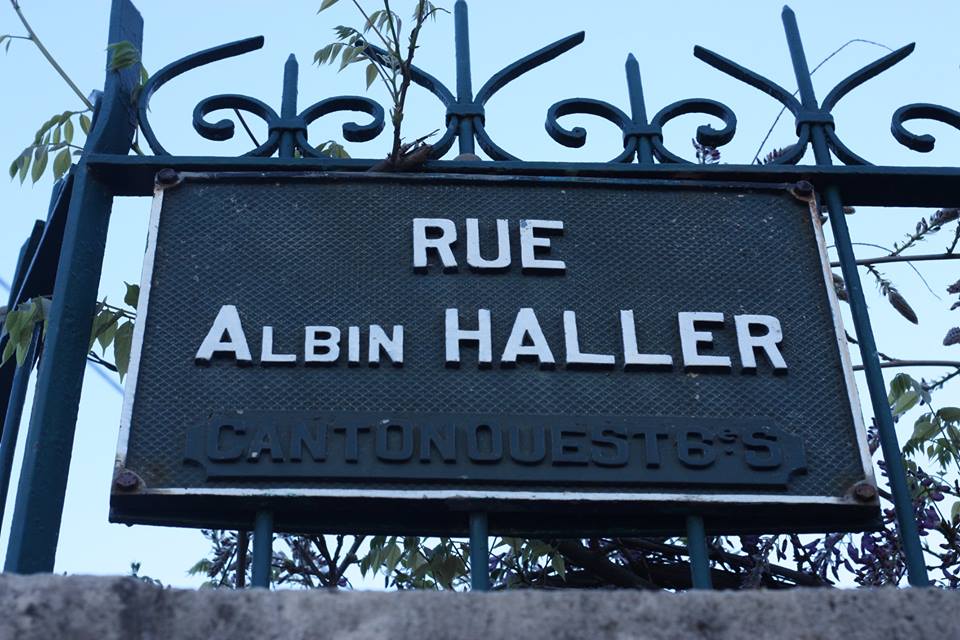 RUE
ALBIN HALLER
CANTON OUEST 6e S